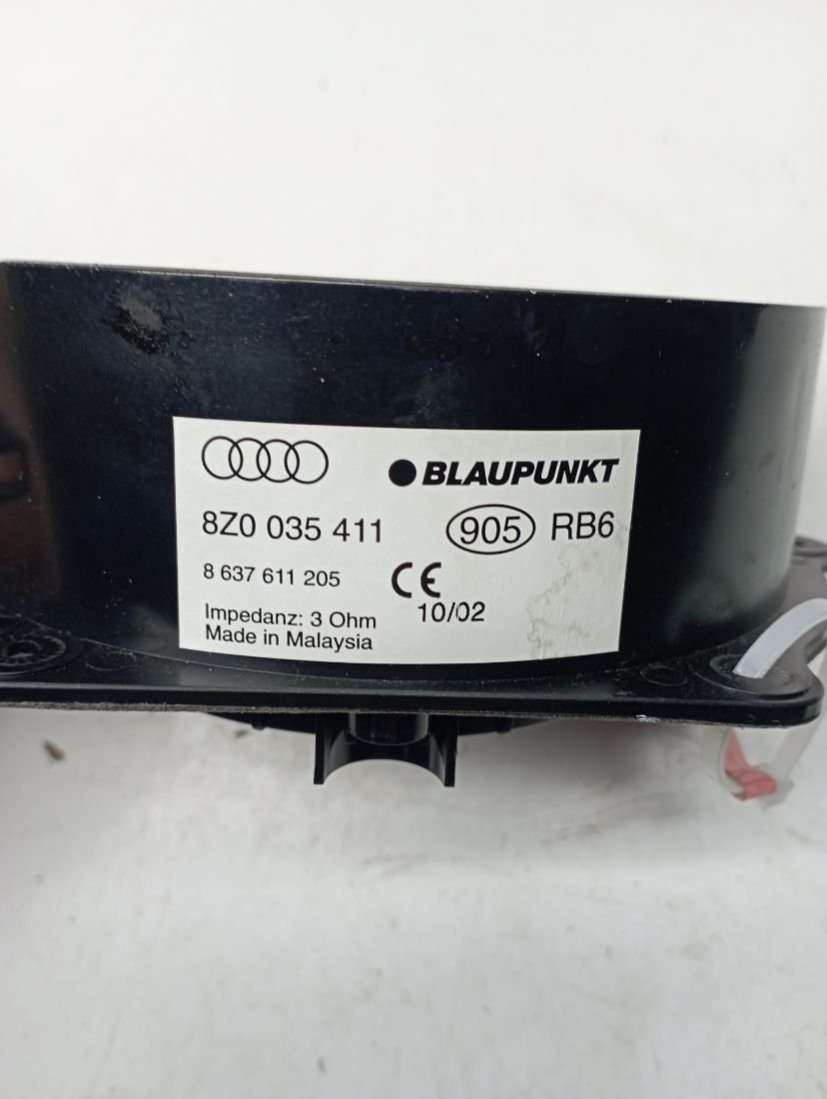 BLAUPUNKT
8Z0 035 411 905 RB6
8 637 611 205 CE
Impedanz: 3 Ohm 10/02
Made in Malaysia